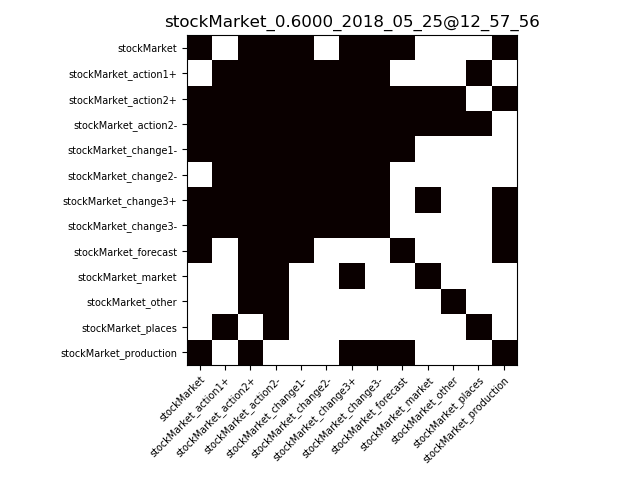 stockMarket_0.6000_2018_05_25@12_57_56
stockMarket
stockMarket_action1+
stockMarket_action2+
stockMarket_action2-
stockMarket_change1-
stockMarket_change2-
stockMarket_change3+
stockMarket_change3-
stockMarket_forecast
stockMarket_market
stockMarket_other
stockMarket_places
stockMarket_production
stockMarket
stockMarket_action1+
stockMarket_action2+
stockMarket_action2-
stockMarket_change1-
stockMarket_change2-
stockMarket_change3+
stockMarket_change3-
stockMarket_forecast
stockMarket_market
stockMarket_other
stockMarket_places
stockMarket_production